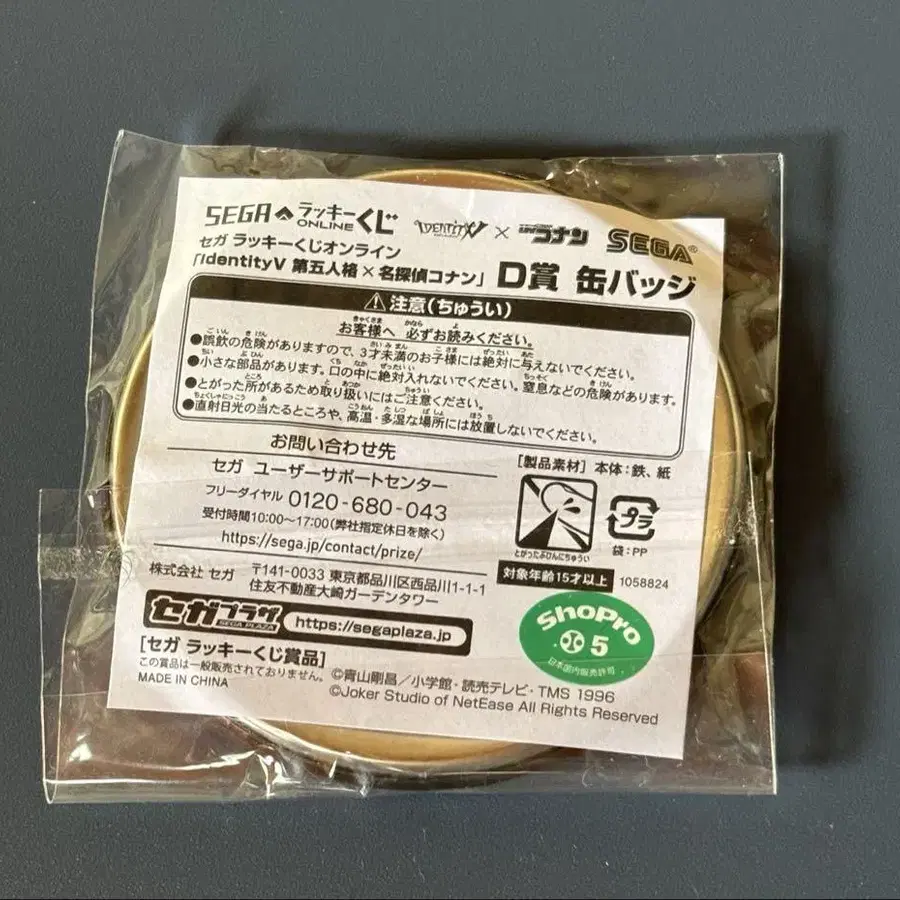 SEGA ラッキーくじ ONLINE IdentityV × 名探偵コナン SEGA®
セガ ラッキーくじオンライン
「IdentityV 第五人格×名探偵コナン」 D賞 缶バッジ
注意(ちゅうい)
お客様へ 必ずお読みください。
●誤飲の危険がありますので、3才未満のお子様には絶対に与えないでください。
●小さな部品があります。口の中に絶対入れないでください。窒息などの危険があります。
●とがった所があるため取り扱いにはご注意ください。
●直射日光の当たるところや、高温・多湿な場所には放置しないでください。
お問い合わせ先
セガ ユーザーサポートセンター
フリーダイヤル 0120-680-043
受付時間10:00〜17:00(弊社指定休日を除く)
https://sega.jp/contact/prize/
[製品素材] 本体:鉄、紙
とがったぶひんにちゅうい
プラ
袋:PP
対象年齢15才以上 1058824
株式会社 セガ 〒141-0033 東京都品川区西品川1-1-1
住友不動産大崎ガーデンタワー
セガプラザ SEGA PLAZA https://segaplaza.jp
ShoPro
5
日本国内販売許可
[セガ ラッキーくじ賞品]
この賞品は一般販売されておりません。
MADE IN CHINA
©青山剛昌/小学館・読売テレビ・TMS 1996
©Joker Studio of NetEase All Rights Reserved